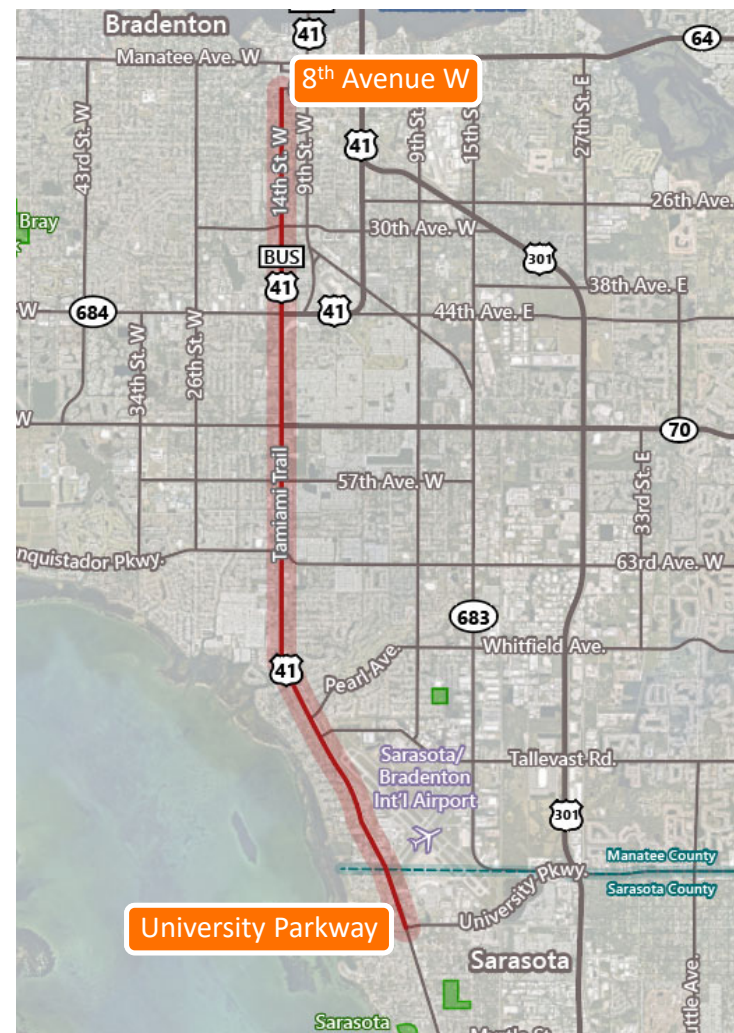 Bradenton
41
64
Manatee Ave. W
8th Avenue W
43rd St. W
14th St. W
9th St. W
9th St. E
15th St. E
27th St. E
41
26th Ave.
Bray
30th Ave. W
BUS
41
301
38th Ave. E
684
41
44th Ave. E
34th St. W
26th St. W
W
70
Tamiami Trail
57th Ave. W
33rd St. E
nquistador Pkwy.
63rd Ave. W
683
41
Pearl Ave.
Whitfield Ave.
Sarasota/
Bradenton
Int'l Airport
Tallevast Rd.
301
Manatee County
Sarasota County
University Pkwy.
University Parkway
Sarasota
uttle Ave.
Sarasota